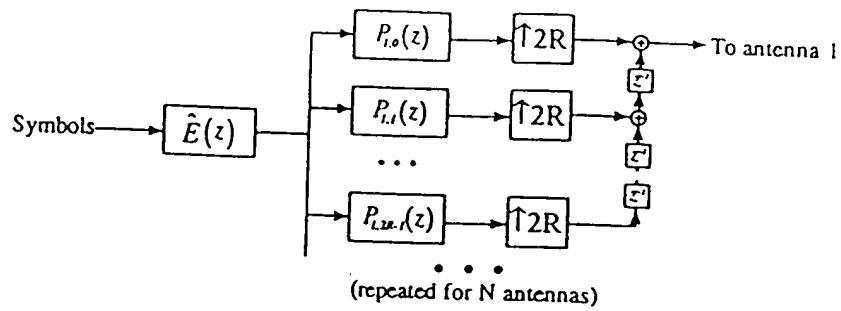 P₁,₀(z) ↑2R + To antenna 1
z⁻¹
Symbols Ê(z) P₁,₁(z) ↑2R +
z⁻¹
• • •
z⁻¹
P₁,₂R₋₁(z) ↑2R
• • •
(repeated for N antennas)